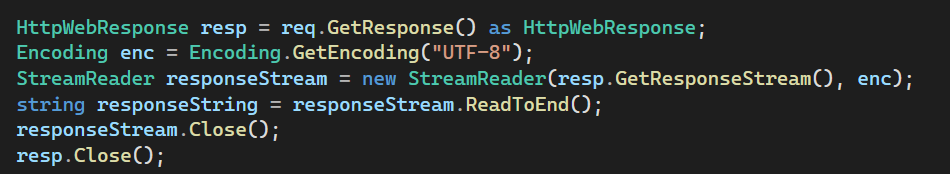 HttpWebResponse resp = req.GetResponse() as HttpWebResponse;
Encoding enc = Encoding.GetEncoding("UTF-8");
StreamReader responseStream = new StreamReader(resp.GetResponseStream(), enc);
string responseString = responseStream.ReadToEnd();
responseStream.Close();
resp.Close();